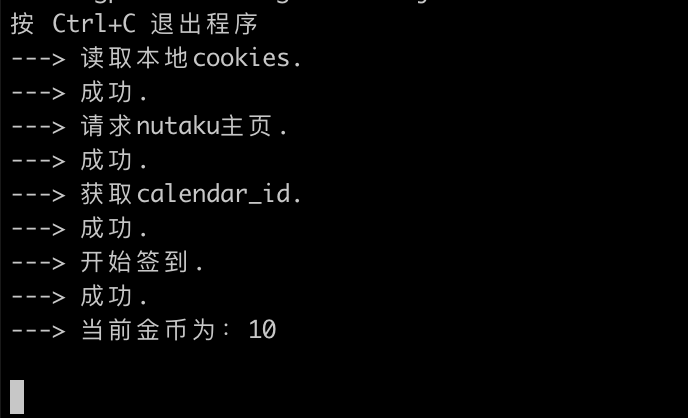 按 Ctrl+C 退出程序
---> 读取本地cookies.
---> 成功.
---> 请求nutaku主页.
---> 成功.
---> 获取calendar_id.
---> 成功.
---> 开始签到.
---> 成功.
---> 当前金币为: 10